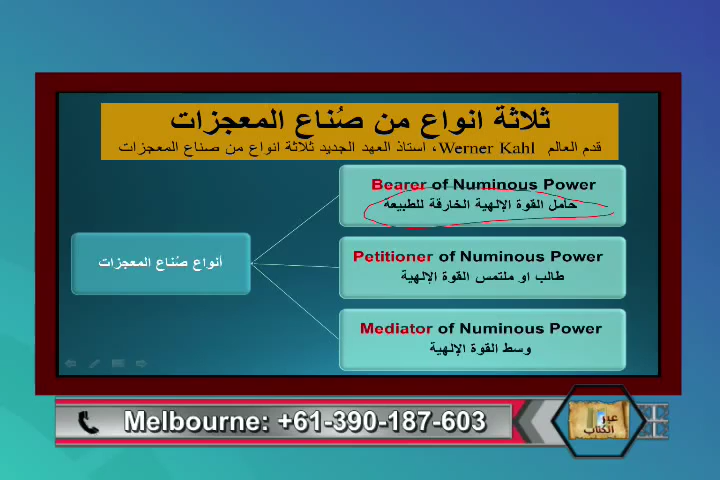 ثلاثة انواع من صُناع المعجزات
قدم العالم Werner Kahl، استاذ العهد الجديد ثلاثة انواع من صناع المعجزات
Bearer of Numinous Power
حامل القوة الإلهية الخارقة للطبيعة
أنواع صُناع المعجزات
Petitioner of Numinous Power
طالب او ملتمس القوة الإلهية
Mediator of Numinous Power
وسط القوة الإلهية
Melbourne: +61-390-187-603
عبر
الكتاب